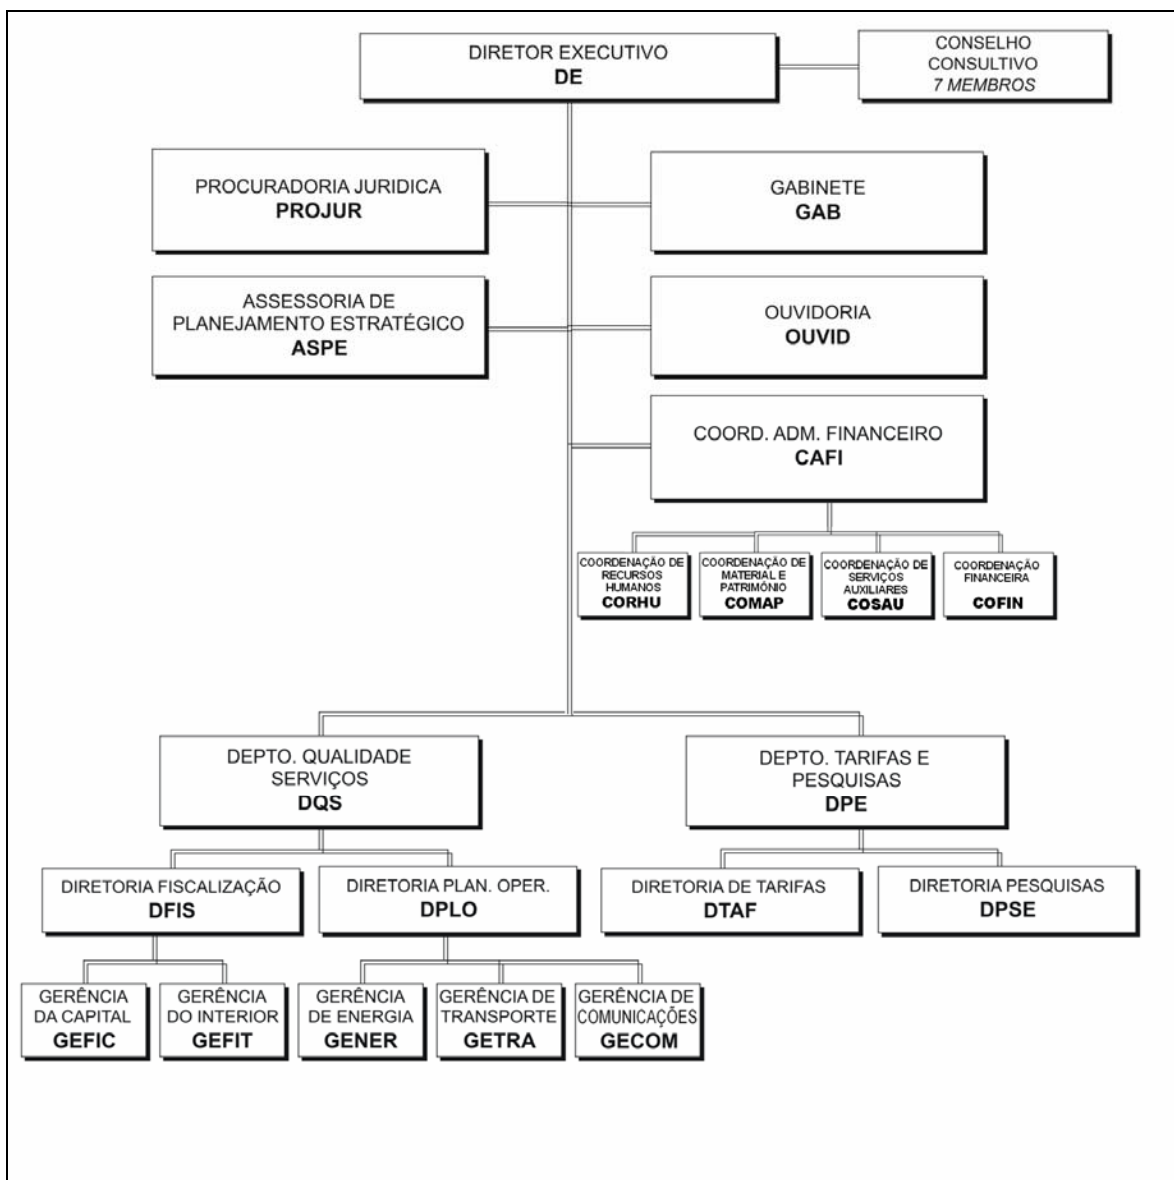 DIRETOR EXECUTIVO
DE
CONSELHO
CONSULTIVO
7 MEMBROS
PROCURADORIA JURIDICA
PROJUR
GABINETE
GAB
ASSESSORIA DE
PLANEJAMENTO ESTRATÉGICO
ASPE
OUVIDORIA
OUVID
COORD. ADM. FINANCEIRO
CAFI
COORDENAÇÃO DE
RECURSOS
HUMANOS
CORHU
COORDENAÇÃO DE
MATERIAL E
PATRIMÔNIO
COMAP
COORDENAÇÃO DE
SERVIÇOS
AUXILIARES
COSAU
COORDENAÇÃO
FINANCEIRA
COFIN
DEPTO. QUALIDADE
SERVIÇOS
DQS
DEPTO. TARIFAS E
PESQUISAS
DPE
DIRETORIA FISCALIZAÇÃO
DFIS
DIRETORIA PLAN. OPER.
DPLO
DIRETORIA DE TARIFAS
DTAF
DIRETORIA PESQUISAS
DPSE
GERÊNCIA
DA CAPITAL
GEFIC
GERÊNCIA
DO INTERIOR
GEFIT
GERÊNCIA
DE ENERGIA
GENER
GERÊNCIA DE
TRANSPORTE
GETRA
GERÊNCIA DE
COMUNICAÇÕES
GECOM